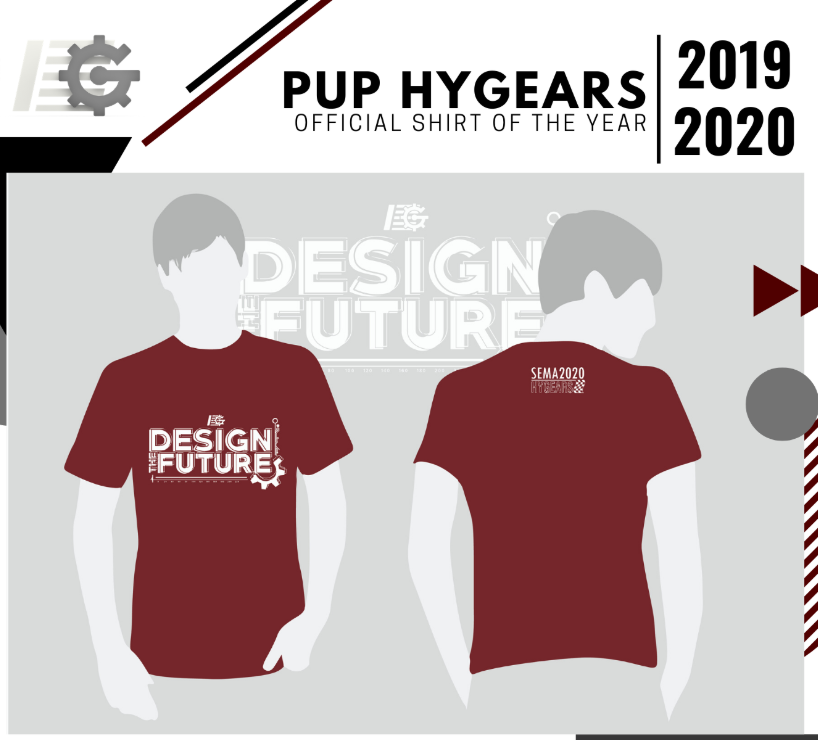 PUP HYGEARS
OFFICIAL SHIRT OF THE YEAR
2019
2020
DESIGN
THE
FUTURE
DESIGN
THE
FUTURE
SEMA2020
HYGEARS